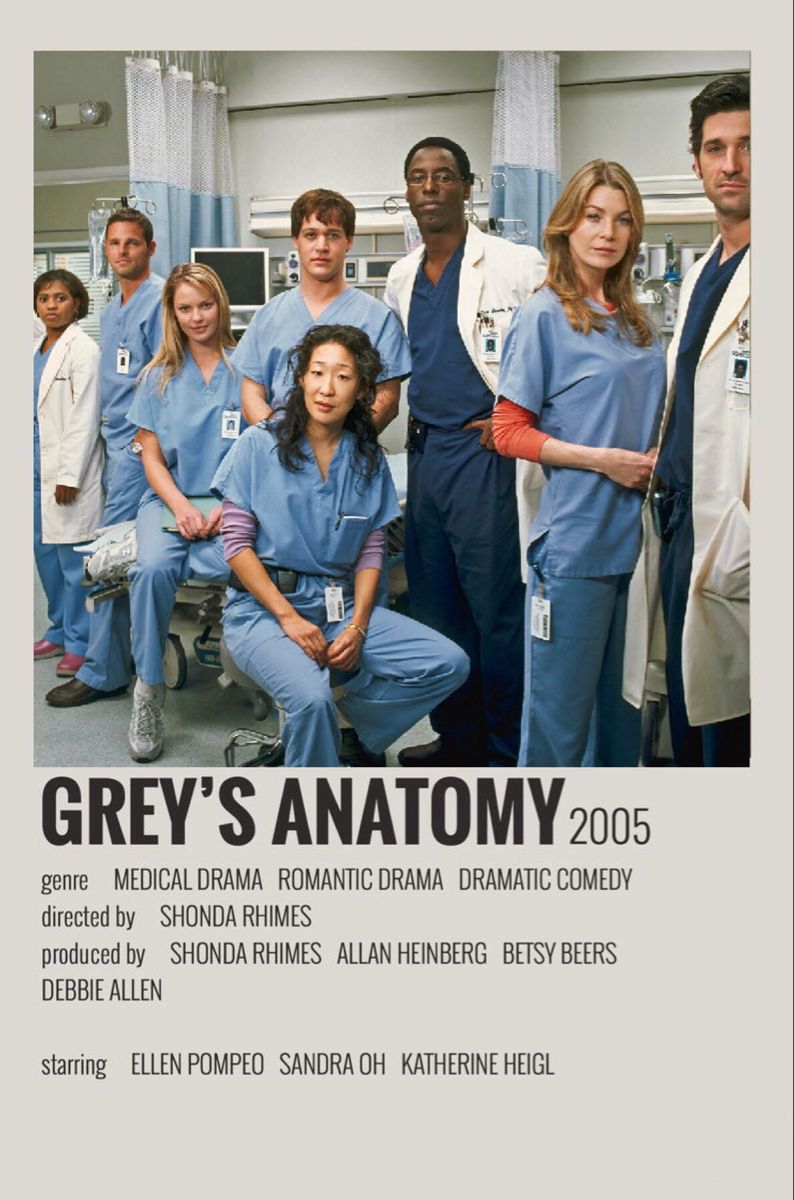 GREY'S ANATOMY 2005
genre MEDICAL DRAMA ROMANTIC DRAMA DRAMATIC COMEDY
directed by SHONDA RHIMES
produced by SHONDA RHIMES ALLAN HEINBERG BETSY BEERS
DEBBIE ALLEN
starring ELLEN POMPEO SANDRA OH KATHERINE HEIGL